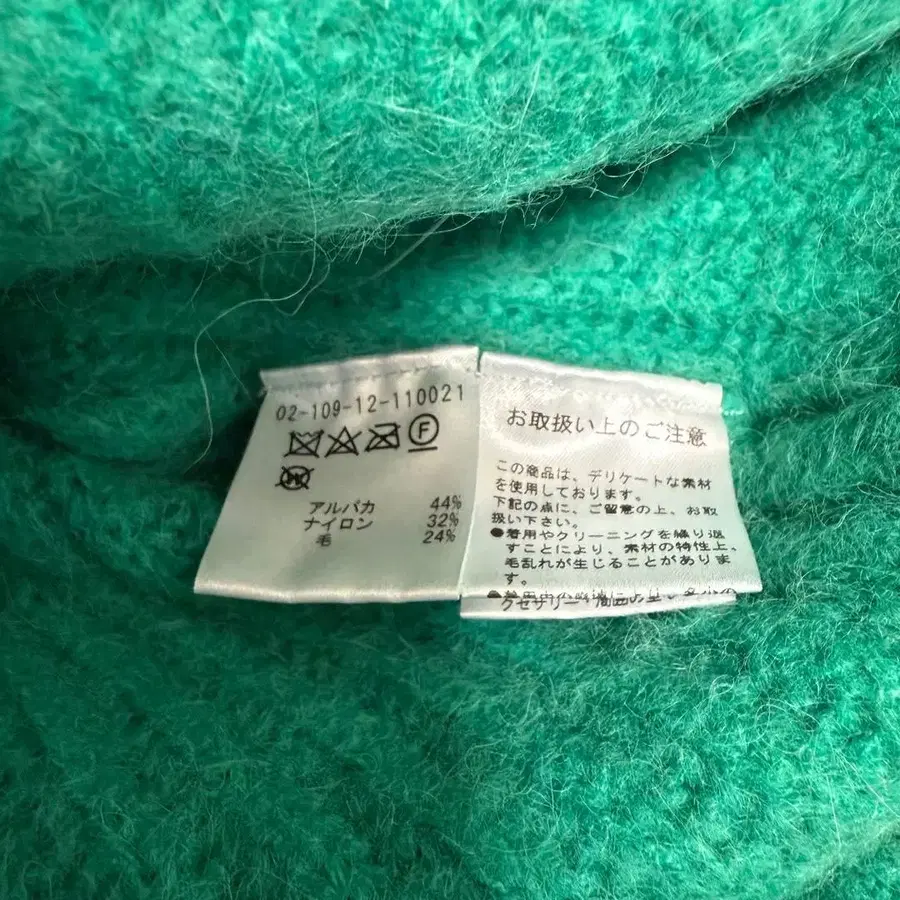 02-109-12-110021
F
W
アルパカ 44%
ナイロン 32%
毛 24%
お取扱い上のご注意
この商品は、デリケートな素材
を使用しております。
下記の点に、ご留意の上、お取
扱い下さい。
●着用やクリーニングを繰り返
すことにより、素材の特性上、
毛乱れが生じることがありま
す。
クセサリー